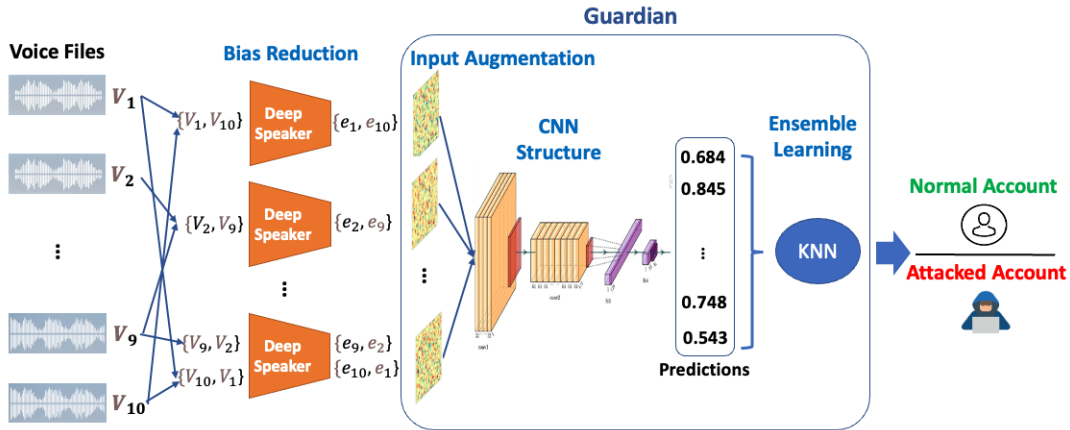 Guardian
Voice Files
Bias Reduction
Input Augmentation
V1
{V1, V10}
Deep
Speaker
{e1, e10}
CNN
Structure
Ensemble
Learning
0.684
0.845
V2
{V2, V9}
Deep
Speaker
{e2, e9}
Normal Account
KNN
Attacked Account
⋮
⋮
⋮
⋮
0.748
0.543
V9
{V9, V2}
{V10, V1}
Deep
Speaker
{e9, e2}
{e10, e1}
Predictions
V10